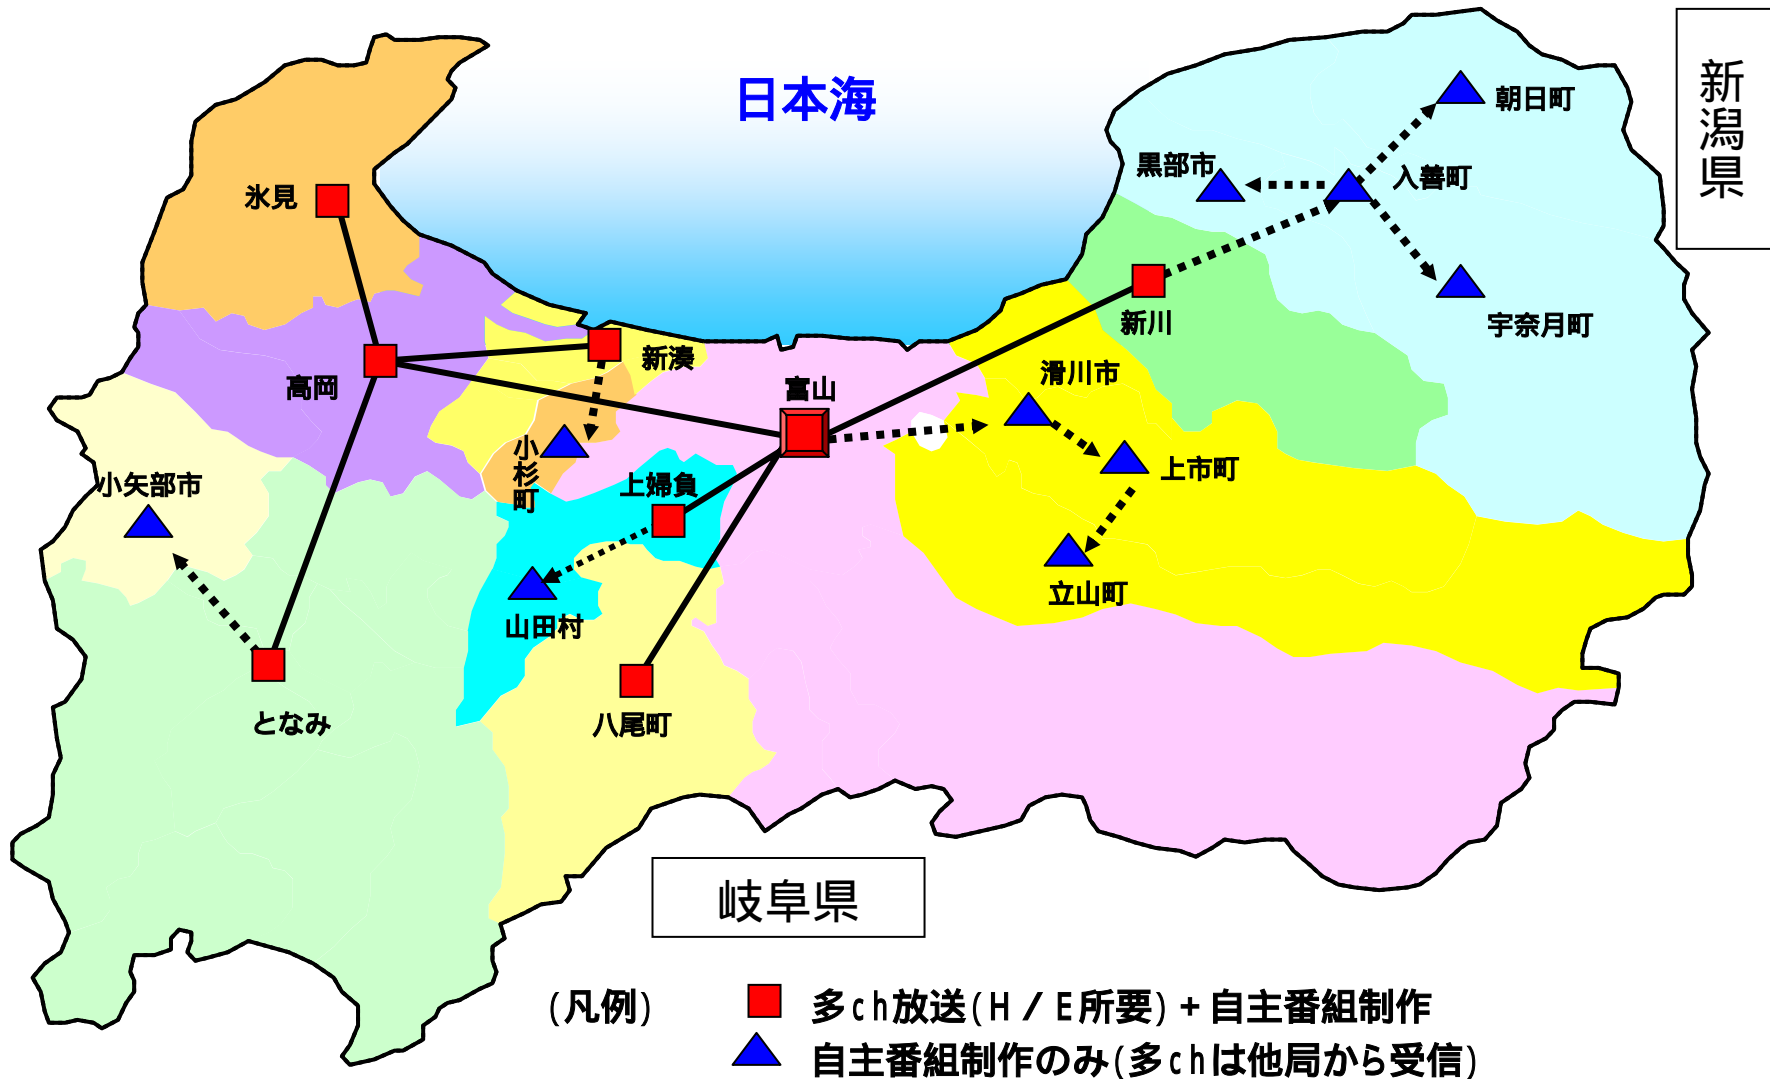 日本海
新潟県
朝日町
黒部市
入善町
氷見
宇奈月町
新川
新湊
滑川市
高岡
富山
小杉町
上市町
小矢部市
上婦負
立山町
山田村
となみ
八尾町
岐阜県
(凡例)
多ch放送(H/E所要)+自主番組制作
自主番組制作のみ(多chは他局から受信)